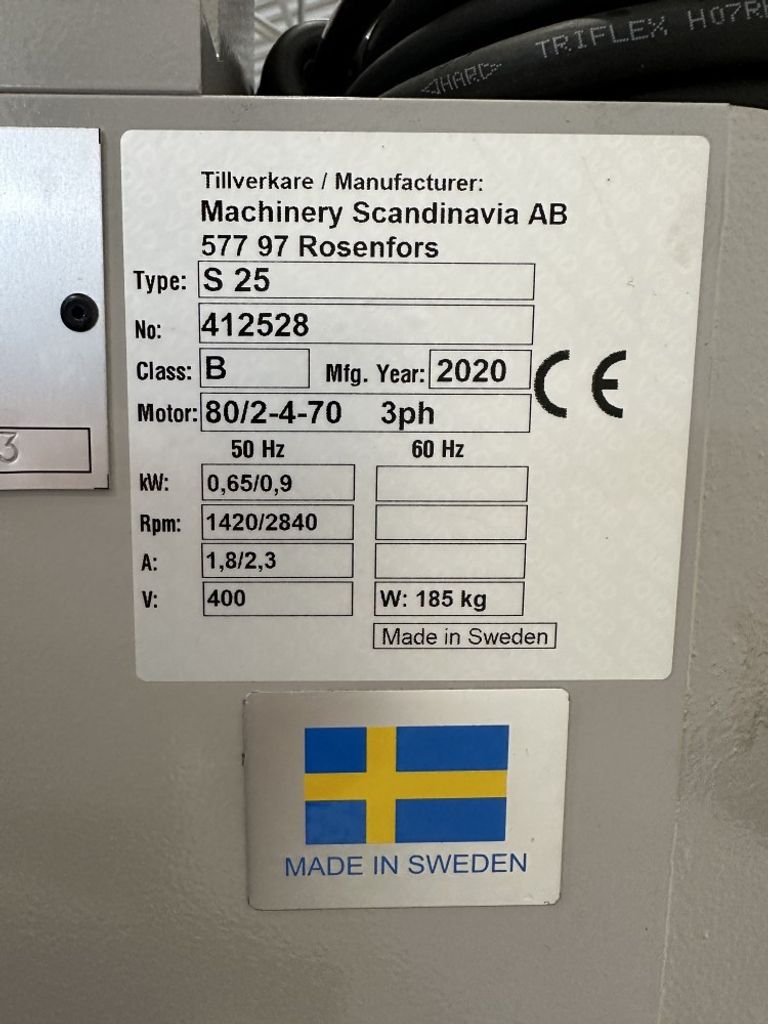 <HAR> TRIFLEX H07R
Tillverkare / Manufacturer:
Machinery Scandinavia AB
577 97 Rosenfors
Type: S 25
No: 412528
Class: B Mfg. Year: 2020 CE
Motor: 80/2-4-70 3ph
50 Hz 60 Hz
kW: 0,65/0,9
Rpm: 1420/2840
A: 1,8/2,3
V: 400 W: 185 kg
Made in Sweden
3
MADE IN SWEDEN